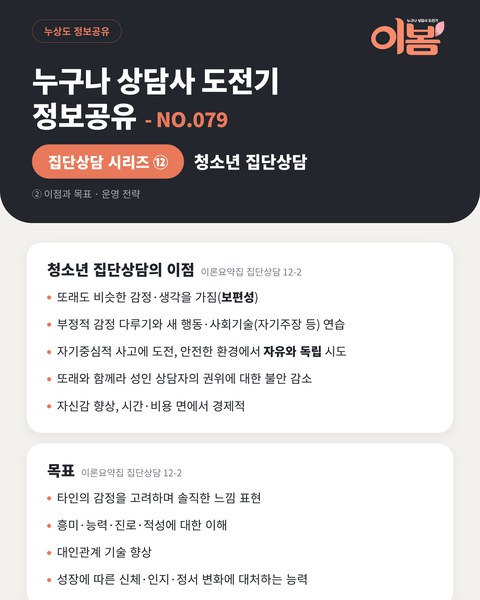 누상도 정보공유
누구나 상담사 도전기
이봄
누구나 상담사 도전기
정보공유 - NO.079
집단상담 시리즈 ⑫ 청소년 집단상담
② 이점과 목표 · 운영 전략
청소년 집단상담의 이점 이론요약집 집단상담 12-2
• 또래도 비슷한 감정·생각을 가짐(보편성)
• 부정적 감정 다루기와 새 행동·사회기술(자기주장 등) 연습
• 자기중심적 사고에 도전, 안전한 환경에서 자유와 독립 시도
• 또래와 함께라 성인 상담자의 권위에 대한 불안 감소
• 자신감 향상, 시간·비용 면에서 경제적
목표 이론요약집 집단상담 12-2
• 타인의 감정을 고려하며 솔직한 느낌 표현
• 흥미·능력·진로·적성에 대한 이해
• 대인관계 기술 향상
• 성장에 따른 신체·인지·정서 변화에 대처하는 능력